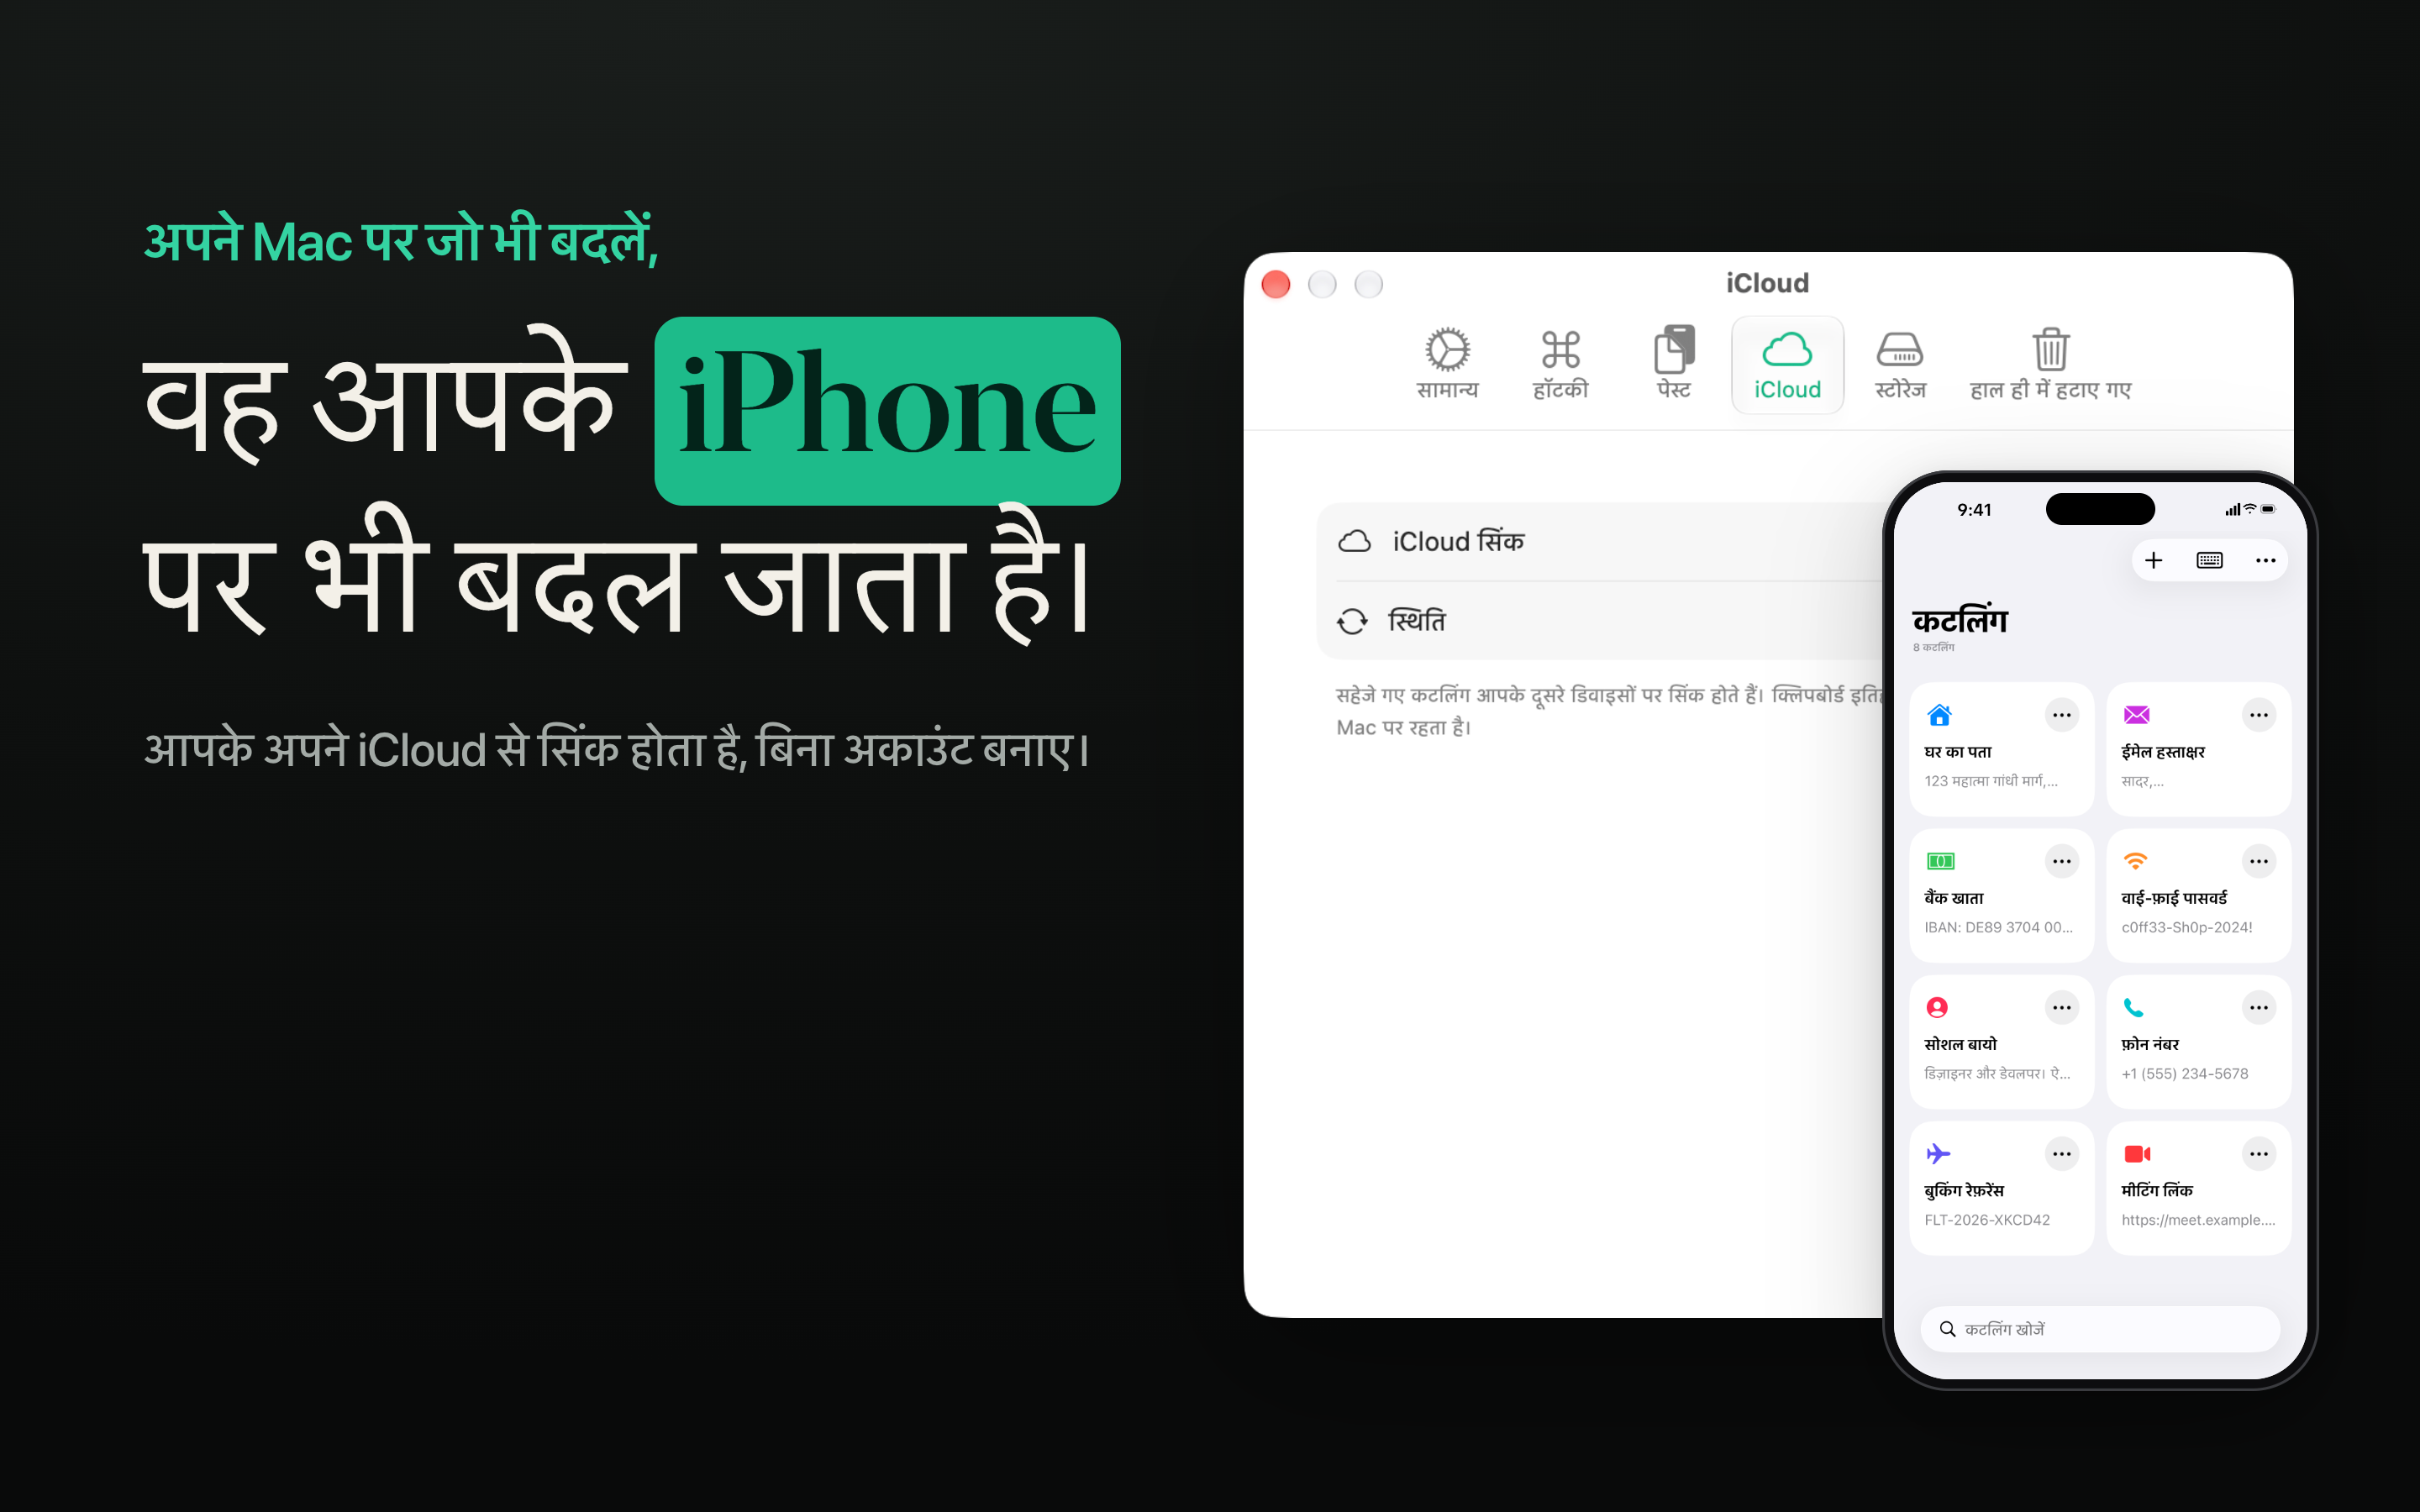 अपने Mac पर जो भी बदलें,
वह आपके iPhone
पर भी बदल जाता है।
आपके अपने iCloud से सिंक होता है, बिना अकाउंट बनाए।
iCloud
सामान्य
हॉटकी
पेस्ट
iCloud
स्टोरेज
हाल ही में हटाए गए
iCloud सिंक
स्थिति
सहेजे गए कटलिंग आपके दूसरे डिवाइसों पर सिंक होते हैं। क्लिपबोर्ड
Mac पर रहता है।
9:41
कटलिंग
8 कटलिंग
घर का पता
123 महात्मा गांधी मार्ग,...
ईमेल हस्ताक्षर
सादर,...
बैंक खाता
IBAN: DE89 3704 00...
वाई-फ़ाई पासवर्ड
c0ff33-Sh0p-2024!
सोशल बायो
डिज़ाइनर और डेवलपर। ऐ...
फ़ोन नंबर
+1 (555) 234-5678
बुकिंग रेफ़रेंस
FLT-2026-XKCD42
मीटिंग लिंक
https://meet.example....
कटलिंग खोजें